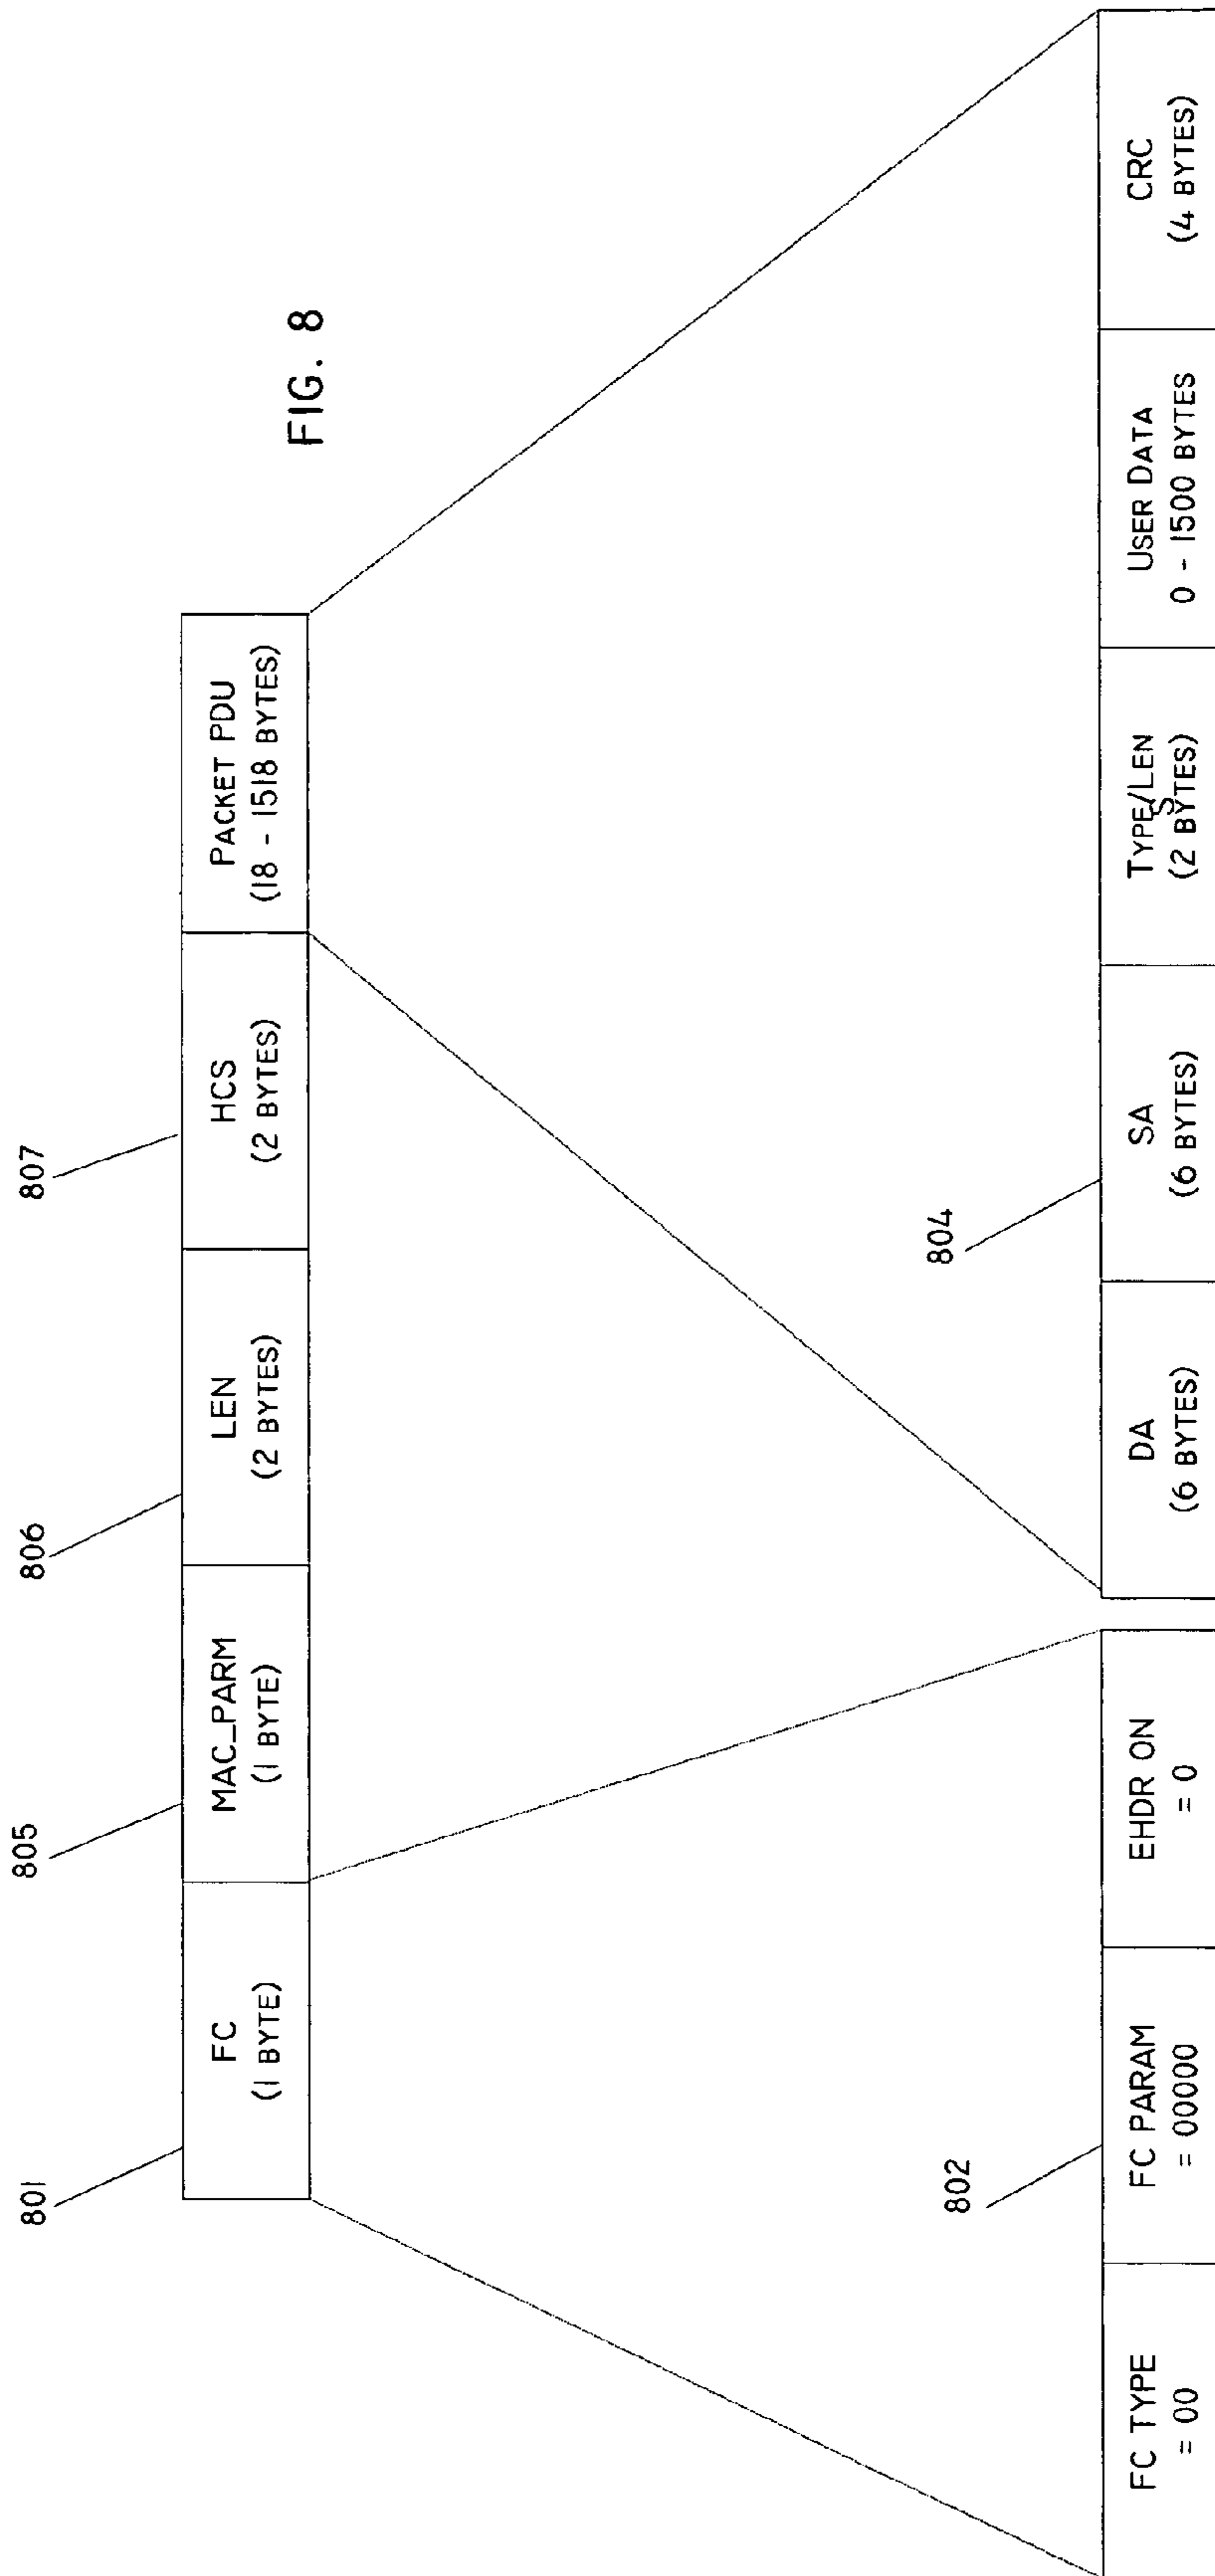 801
805
806
807
FC
(1 BYTE)
MAC_PARM
(1 BYTE)
LEN
(2 BYTES)
HCS
(2 BYTES)
PACKET PDU
(18 - 1518 BYTES)
FIG. 8
802
804
FC TYPE
= 00
FC PARAM
= 00000
EHDR ON
= 0
DA
(6 BYTES)
SA
(6 BYTES)
TYPE/LEN
(2 BYTES)
S
USER DATA
0 - 1500 BYTES
CRC
(4 BYTES)